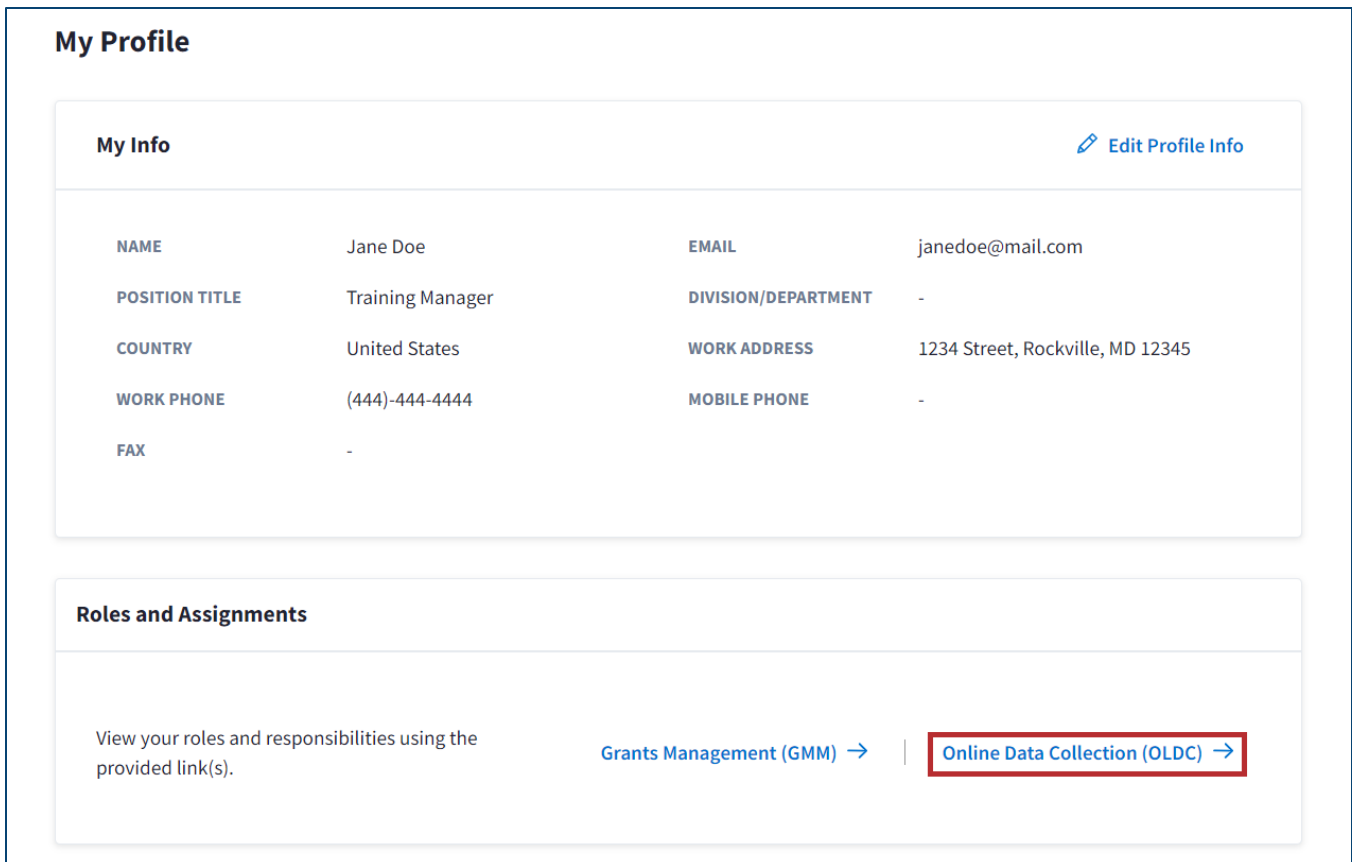 My Profile
My Info
Edit Profile Info
NAME Jane Doe EMAIL janedoe@mail.com
POSITION TITLE Training Manager DIVISION/DEPARTMENT -
COUNTRY United States WORK ADDRESS 1234 Street, Rockville, MD 12345
WORK PHONE (444)-444-4444 MOBILE PHONE -
FAX -
Roles and Assignments
View your roles and responsibilities using the
provided link(s).
Grants Management (GMM) → | Online Data Collection (OLDC) →